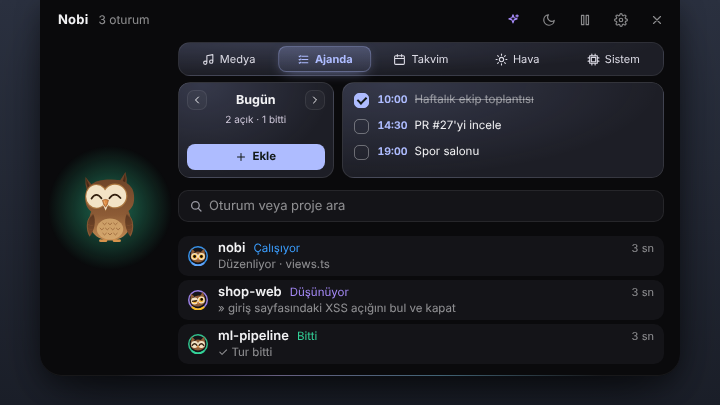 Nobi 3 oturum
Medya Ajanda Takvim Hava Sistem
Bugün
2 açık · 1 bitti
+ Ekle
10:00 Haftalık ekip toplantısı
14:30 PR #27'yi incele
19:00 Spor salonu
Oturum veya proje ara
nobi Çalışıyor 3 sn
Düzenliyor · views.ts
shop-web Düşünüyor 3 sn
» giriş sayfasındaki XSS açığını bul ve kapat
ml-pipeline Bitti 3 sn
✓ Tur bitti